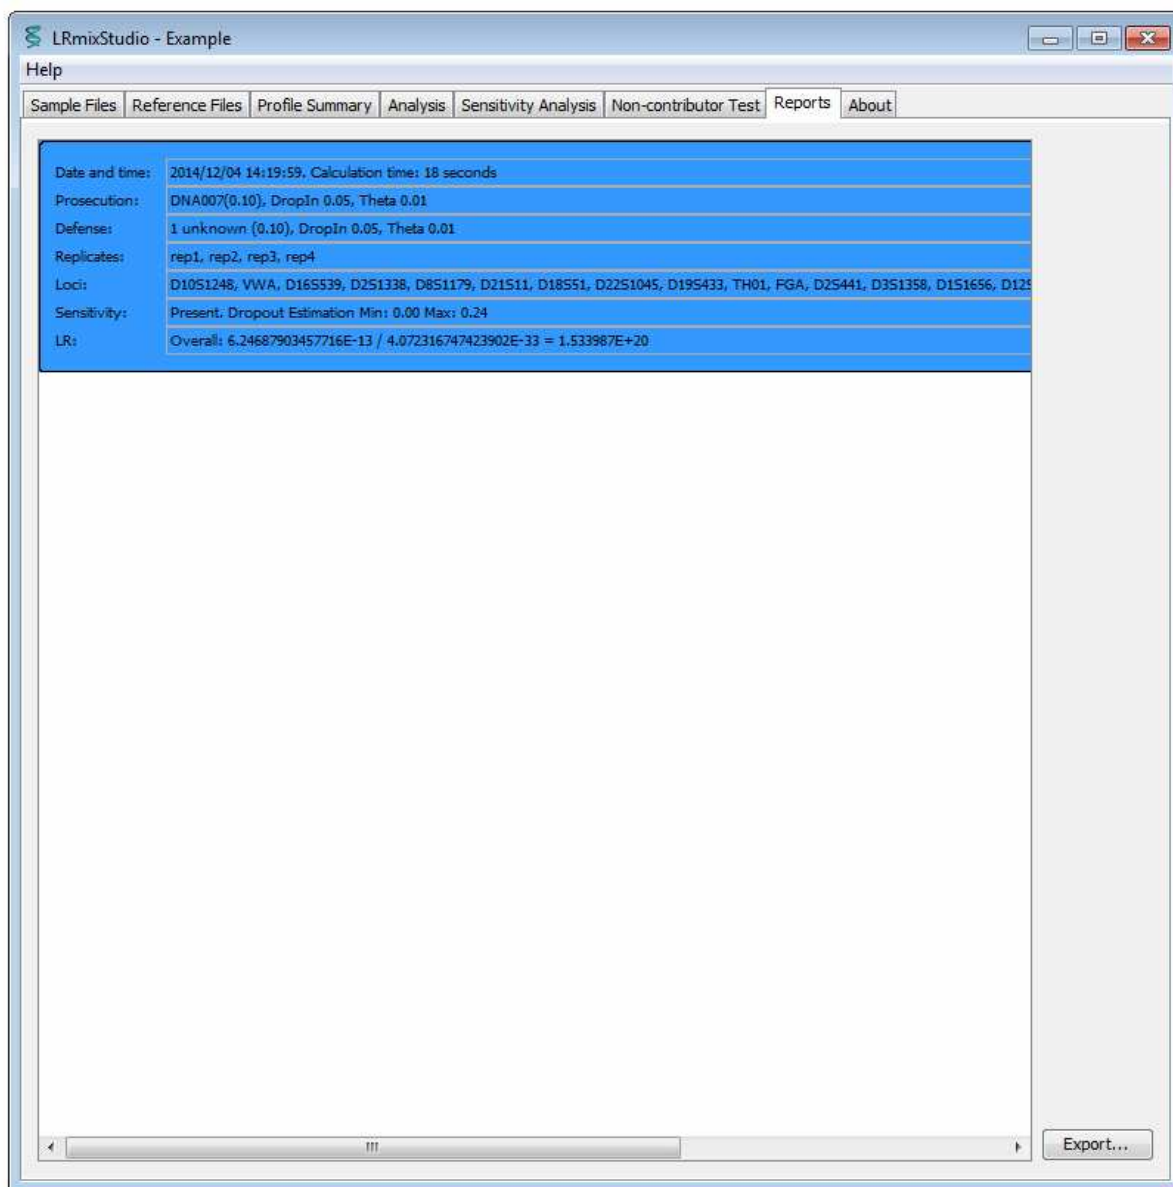 LRmixStudio - Example
Help
Sample Files Reference Files Profile Summary Analysis Sensitivity Analysis Non-contributor Test Reports About
Date and time: 2014/12/04 14:19:59. Calculation time: 18 seconds
Prosecution: DNA007(0.10), DropIn 0.05, Theta 0.01
Defense: 1 unknown (0.10), DropIn 0.05, Theta 0.01
Replicates: rep1, rep2, rep3, rep4
Loci: D10S1248, VWA, D16S539, D2S1338, D8S1179, D21S11, D18S51, D22S1045, D19S433, TH01, FGA, D2S441, D3S1358, D1S1656, D12S
Sensitivity: Present. Dropout Estimation Min: 0.00 Max: 0.24
LR: Overall: 6.24687903457716E-13 / 4.072316747423902E-33 = 1.533987E+20
Export...